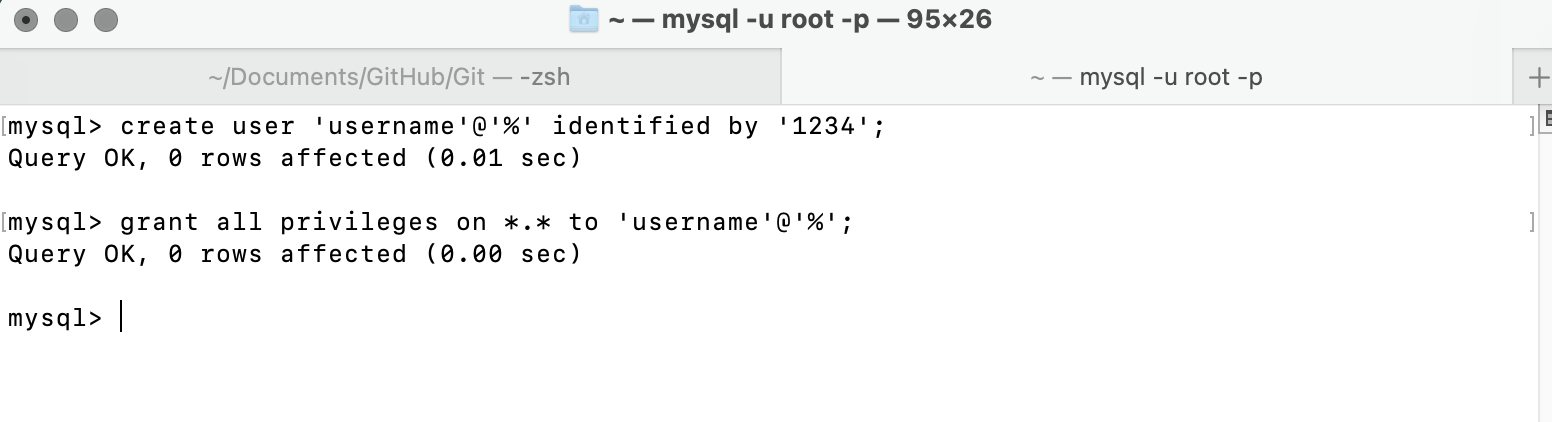 ~ — mysql -u root -p — 95×26
~/Documents/GitHub/Git — -zsh
~ — mysql -u root -p
+
[mysql> create user 'username'@'%' identified by '1234'; ]
Query OK, 0 rows affected (0.01 sec)
[mysql> grant all privileges on *.* to 'username'@'%'; ]
Query OK, 0 rows affected (0.00 sec)
mysql>